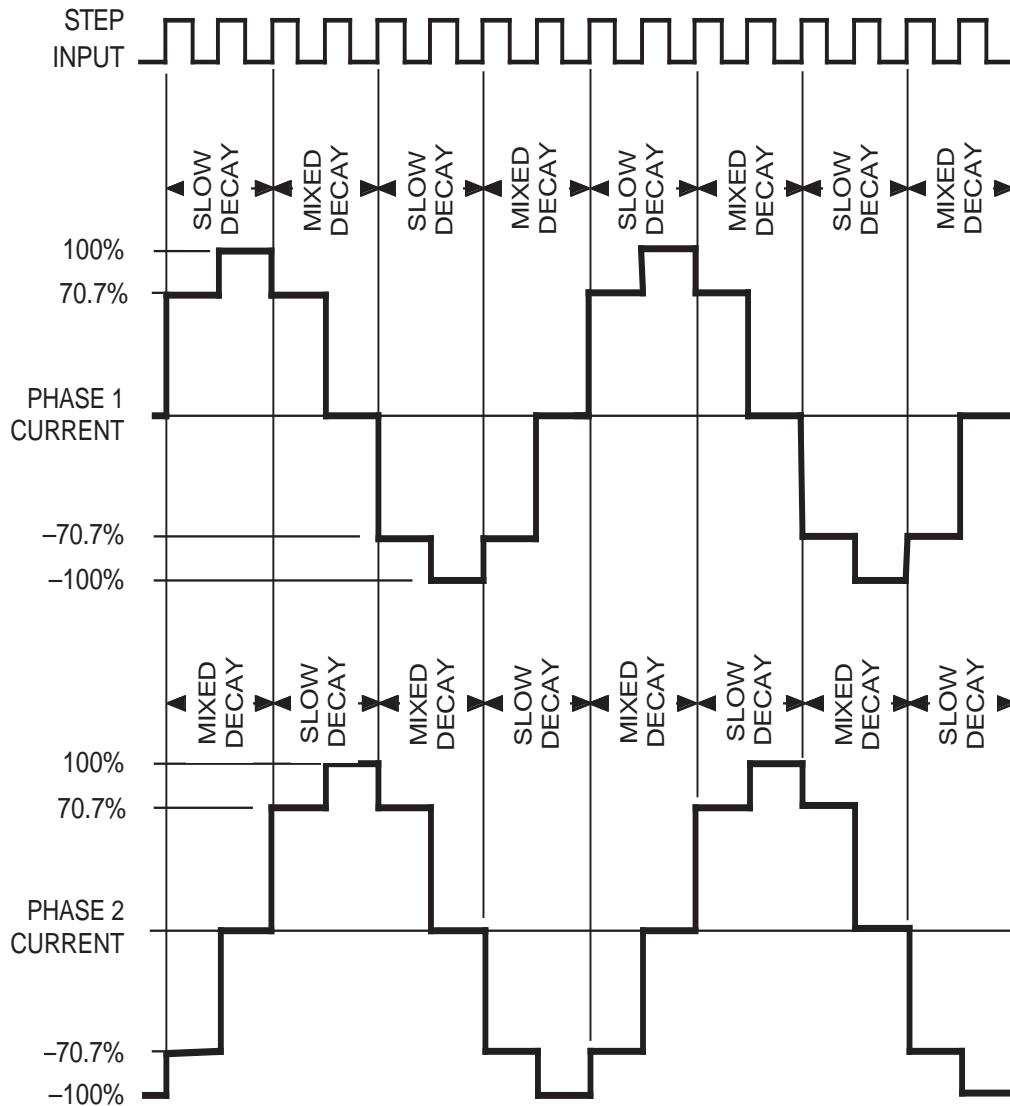 STEP
INPUT
SLOW
DECAY
MIXED
DECAY
SLOW
DECAY
MIXED
DECAY
SLOW
DECAY
MIXED
DECAY
SLOW
DECAY
MIXED
DECAY
100%
70.7%
PHASE 1
CURRENT
–70.7%
–100%
MIXED
DECAY
SLOW
DECAY
MIXED
DECAY
SLOW
DECAY
MIXED
DECAY
SLOW
DECAY
MIXED
DECAY
SLOW
DECAY
100%
70.7%
PHASE 2
CURRENT
–70.7%
–100%